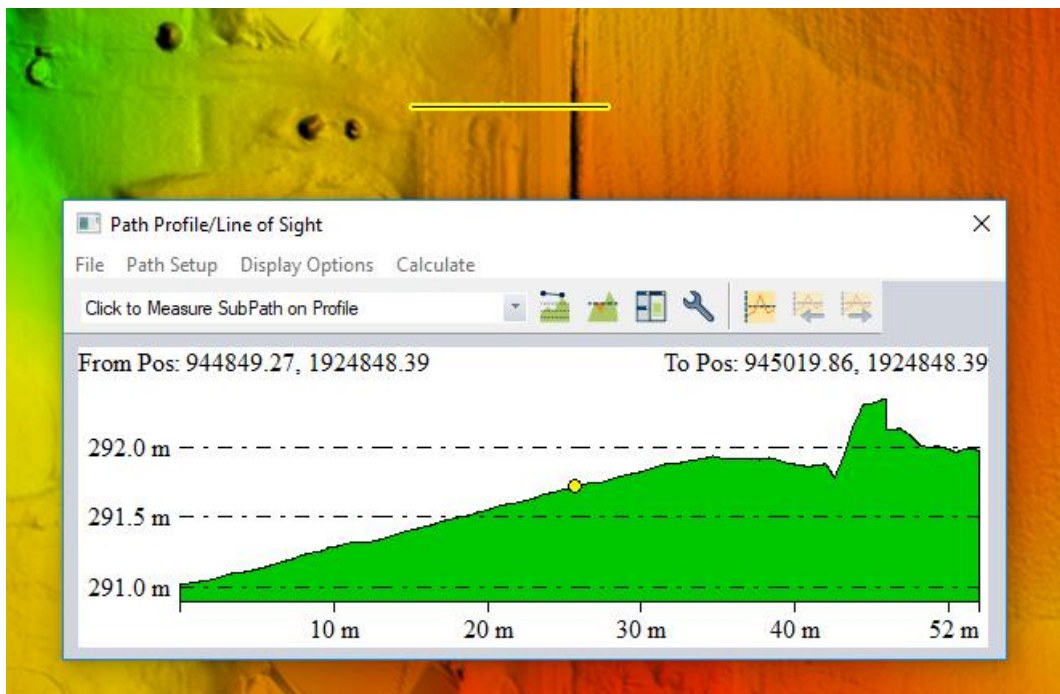 Path Profile/Line of Sight
File Path Setup Display Options Calculate
Click to Measure SubPath on Profile
From Pos: 944849.27, 1924848.39 To Pos: 945019.86, 1924848.39
292.0 m
291.5 m
291.0 m
10 m 20 m 30 m 40 m 52 m